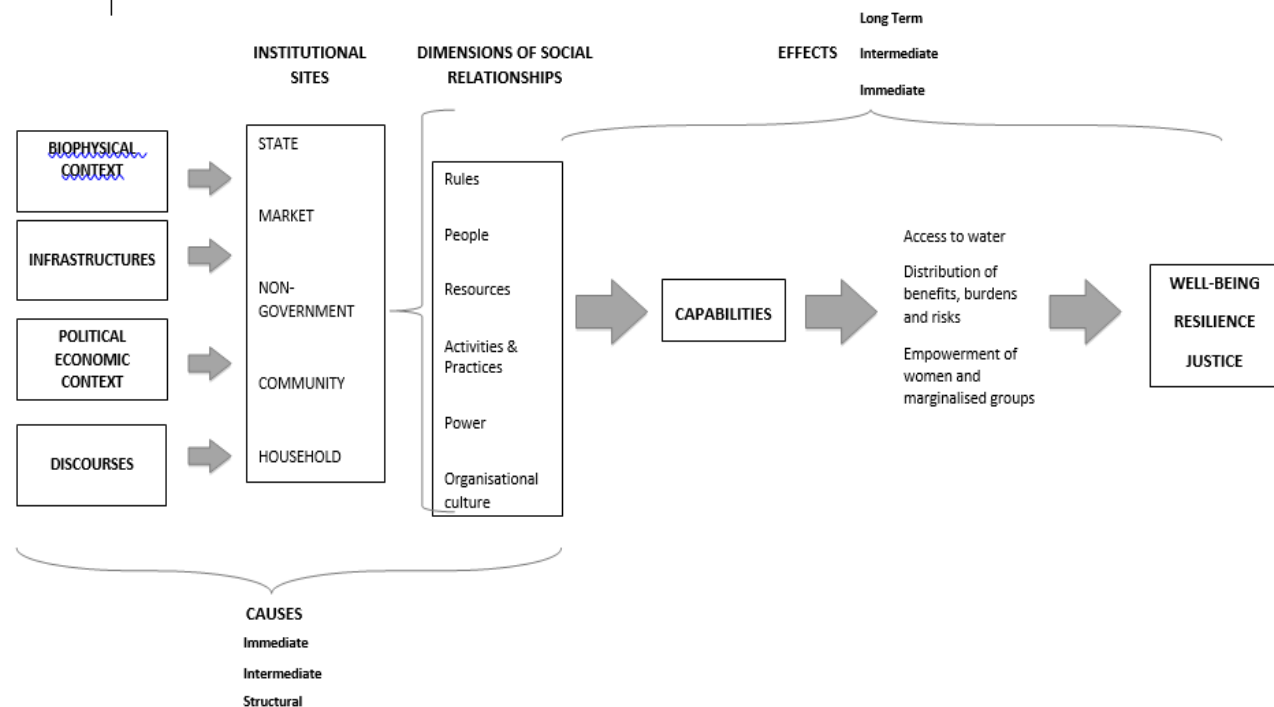 Long Term
INSTITUTIONAL
SITES
DIMENSIONS OF SOCIAL
RELATIONSHIPS
EFFECTS
Intermediate
Immediate
BIOPHYSICAL
CONTEXT
INFRASTRUCTURES
POLITICAL
ECONOMIC
CONTEXT
DISCOURSES
STATE
MARKET
NON-
GOVERNMENT
COMMUNITY
HOUSEHOLD
Rules
People
Resources
Activities &
Practices
Power
Organisational
culture
CAPABILITIES
Access to water
Distribution of
benefits, burdens
and risks
Empowerment of
women and
marginalised groups
WELL-BEING
RESILIENCE
JUSTICE
CAUSES
Immediate
Intermediate
Structural